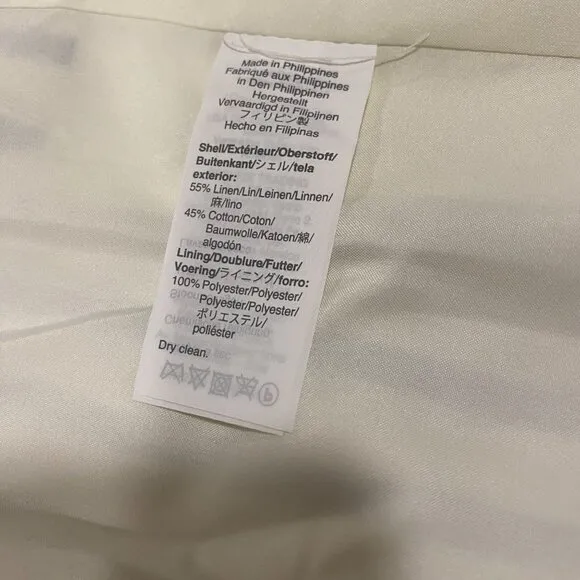 Made in Philippines
Fabriqué aux Philippines
in Den Philippinen
Hergestellt
Vervaardigd in Filipijnen
フィリピン製
Hecho en Filipinas
Shell/Extérieur/Oberstoff/
Buitenkant/シェル/tela
exterior:
55% Linen/Lin/Leinen/Linnen/
麻/lino
45% Cotton/Coton/
Baumwolle/Katoen/綿/
algodón
Lining/Doublure/Futter/
Voering/ライニング/forro:
100% Polyester/Polyester/
Polyester/Polyester/
ポリエステル/
poliéster
Dry clean.
P